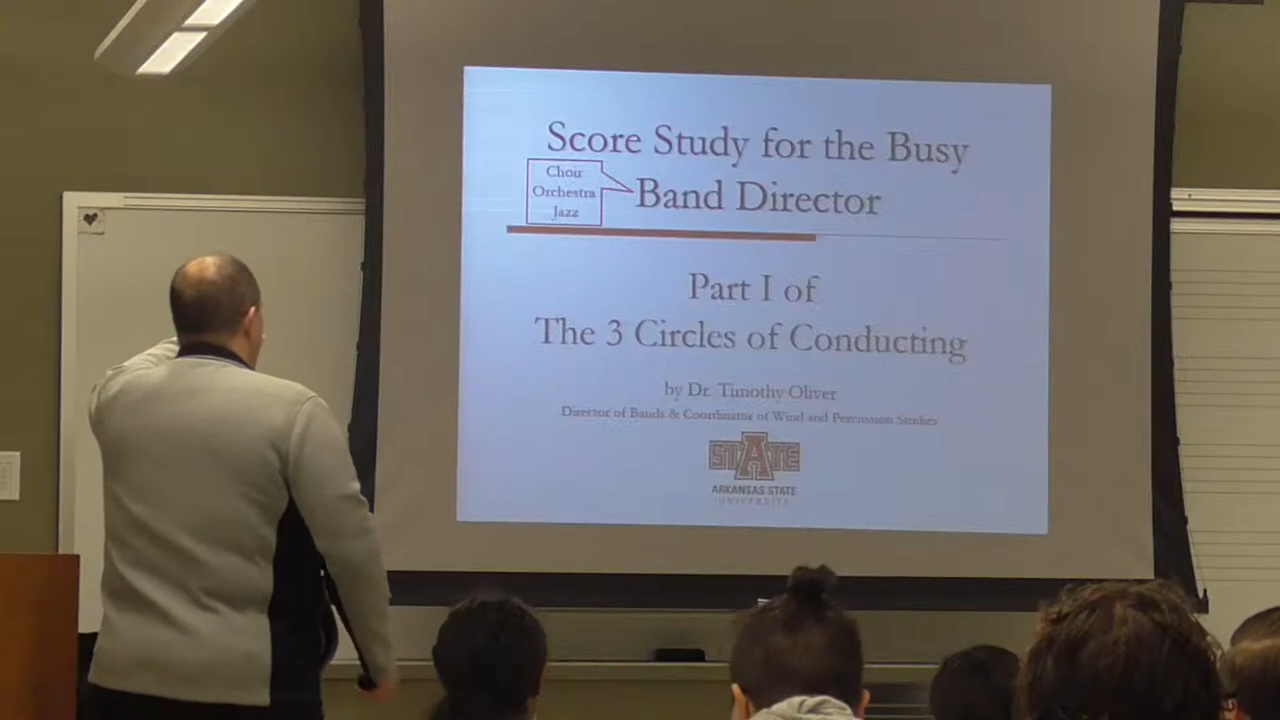 Score Study for the Busy
Choir
Orchestra
Jazz
Band Director
Part I of
The 3 Circles of Conducting
by Dr. Timothy Oliver
Director of Bands & Coordinator of Wind and Percussion Studies
STATE
ARKANSAS STATE
UNIVERSITY